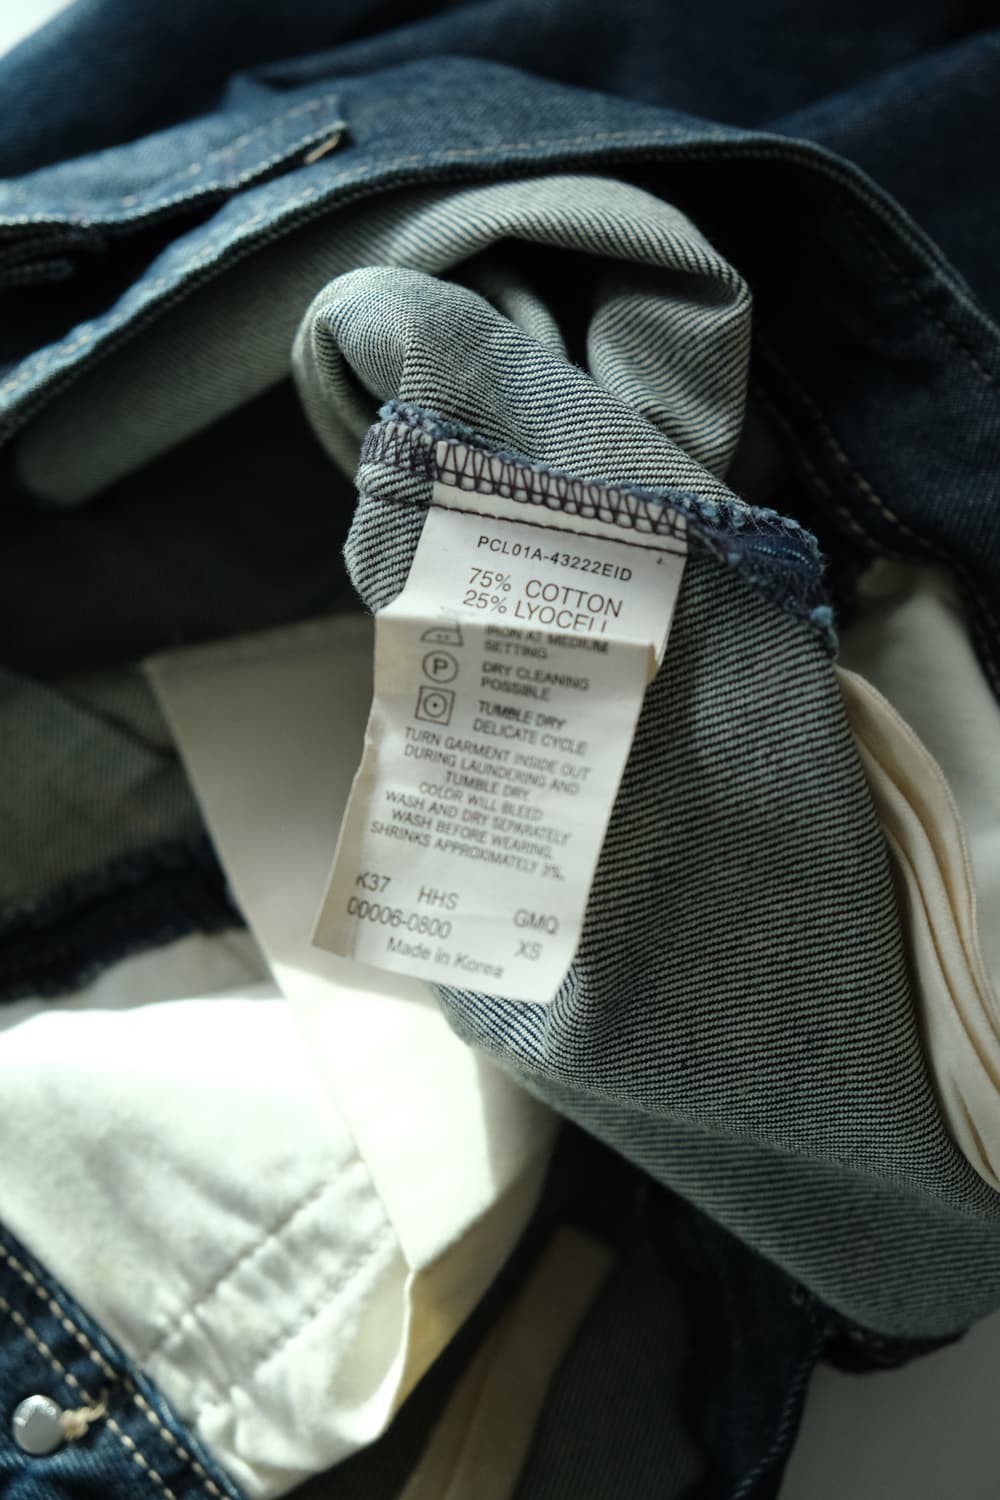 PCL01A-43222EID
75% COTTON
25% LYOCELL
IRON AT MEDIUM
SETTING
P
DRY CLEANING
POSSIBLE
TUMBLE DRY
DELICATE CYCLE
TURN GARMENT INSIDE OUT
DURING LAUNDERING AND
TUMBLE DRY
COLOR WILL BLEED
WASH AND DRY SEPARATELY
WASH BEFORE WEARING,
SHRINKS APPROXIMATELY 3%,
K37 HHS GMQ
00006-0800 XS
Made in Korea